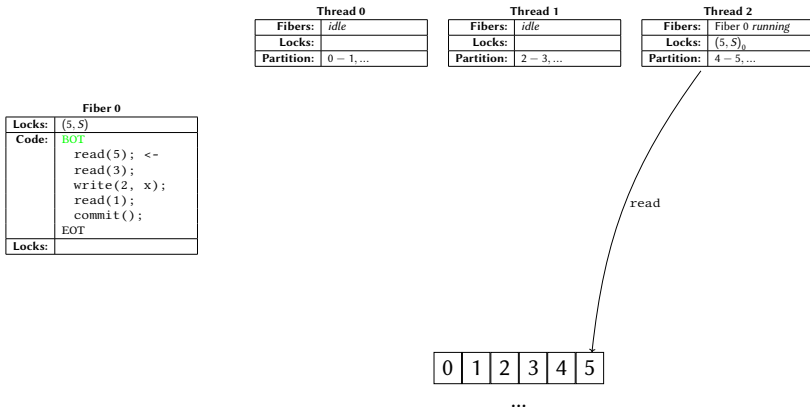 Thread 0
Fibers: idle
Locks:
Partition: 0 − 1, ...
Thread 1
Fibers: idle
Locks:
Partition: 2 − 3, ...
Thread 2
Fibers: Fiber 0 running
Locks: (5, S)₀
Partition: 4 − 5, ...
Fiber 0
Locks: (5, S)
Code: BOT
read(5); <-
read(3);
write(2, x);
read(1);
commit();
EOT
Locks:
read
0 1 2 3 4 5
...